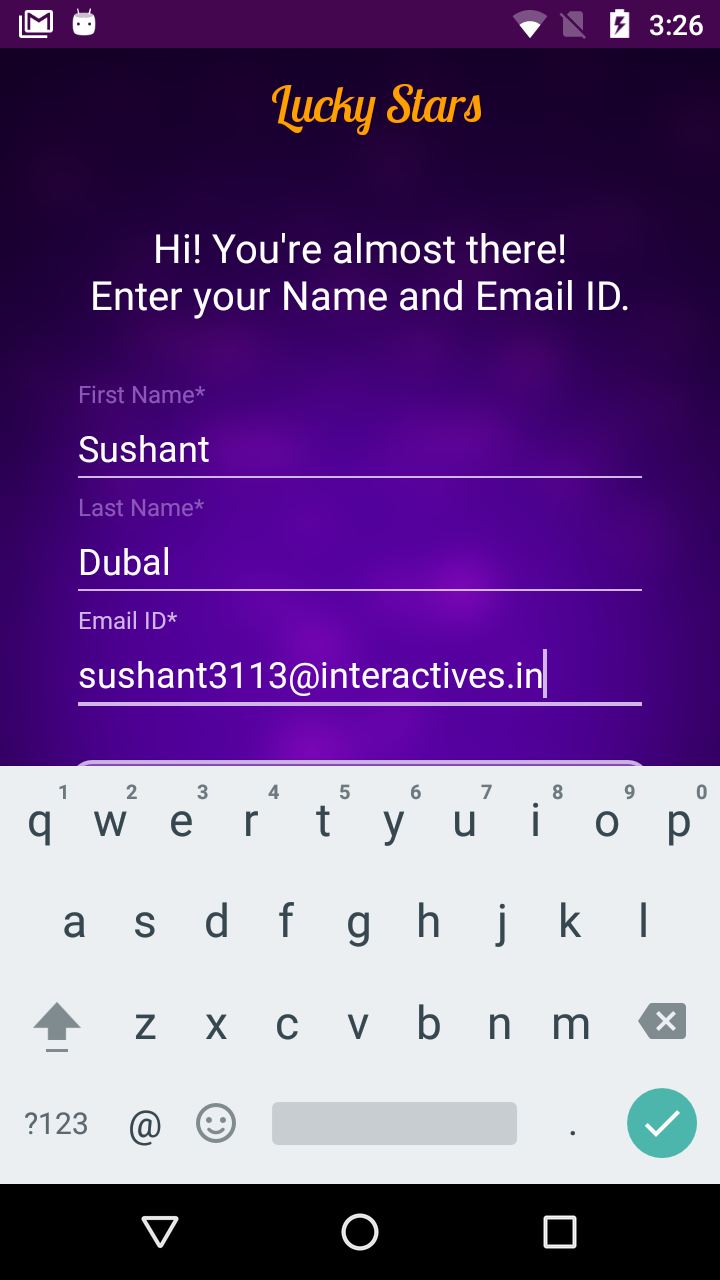 3:26
Lucky Stars
Hi! You're almost there!
Enter your Name and Email ID.
First Name*
Sushant
Last Name*
Dubal
Email ID*
sushant3113@interactives.in
1 2 3 4 5 6 7 8 9 0
q w e r t y u i o p
a s d f g h j k l
z x c v b n m
?123 @ .